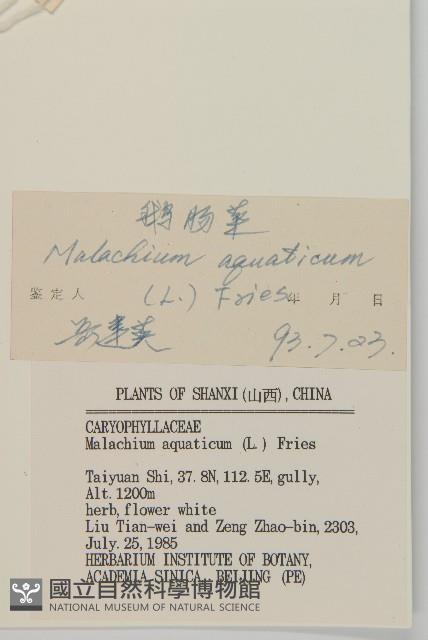 鹅肠菜
Malachium aquaticum
鉴定人 (L.) Fries 年 月 日
93.7.23.
PLANTS OF SHANXI (山西), CHINA
CARYOPHYLLACEAE
Malachium aquaticum (L.) Fries
Taiyuan Shi, 37.8N, 112.5E, gully,
Alt. 1200m
herb, flower white
Liu Tian-wei and Zeng Zhao-bin, 2303,
July. 25, 1985
HERBARIUM INSTITUTE OF BOTANY,
ACADEMIA SINICA, BEIJING (PE)
國立自然科學博物館
NATIONAL MUSEUM OF NATURAL SCIENCE